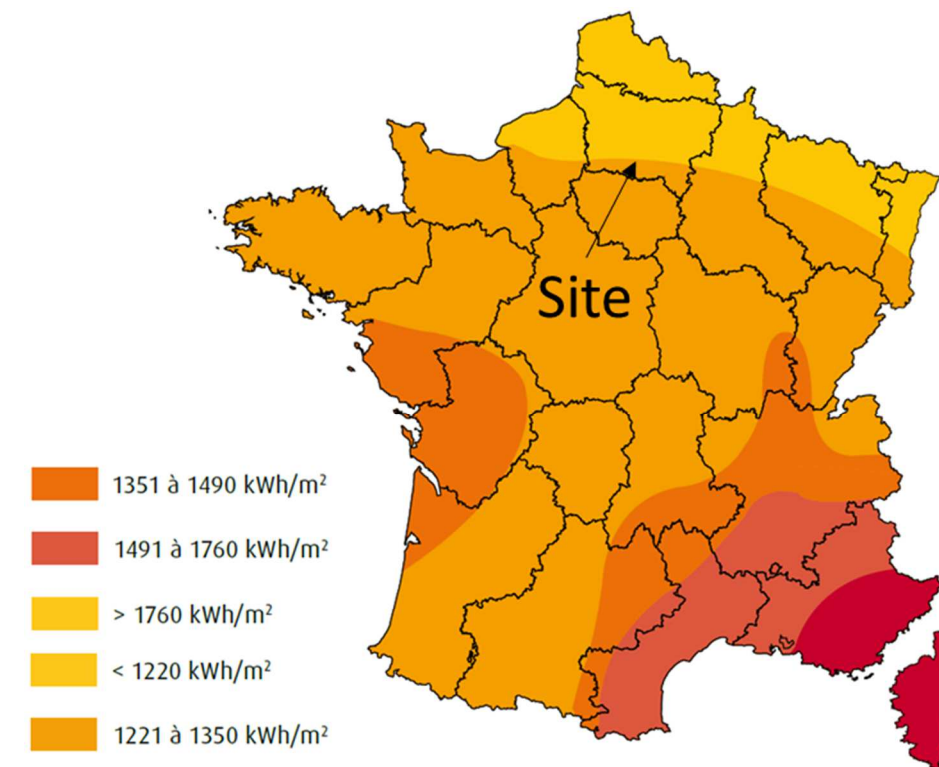 Site
1351 à 1490 kWh/m²
1491 à 1760 kWh/m²
> 1760 kWh/m²
< 1220 kWh/m²
1221 à 1350 kWh/m²